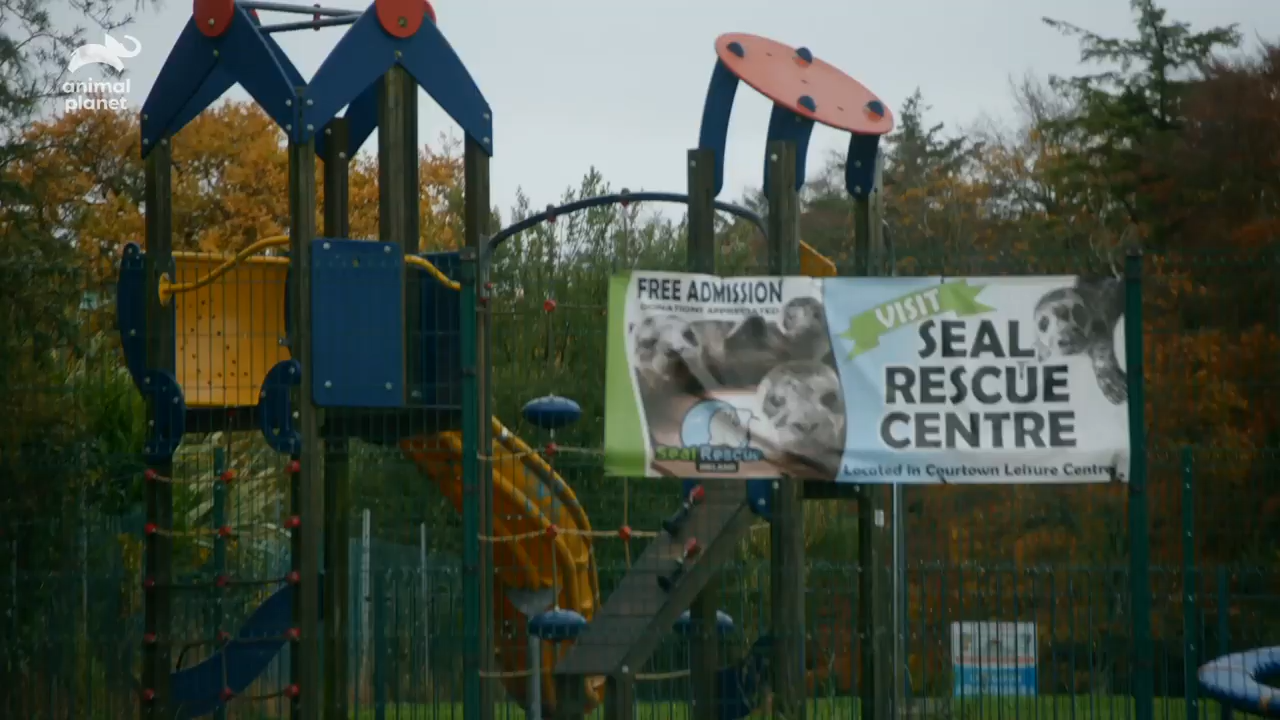 animal
planet
FREE ADMISSION
DONATIONS APPRECIATED
VISIT
SEAL
RESCUE
CENTRE
Seal Rescue
IRELAND
Located in Courtown Leisure Centre